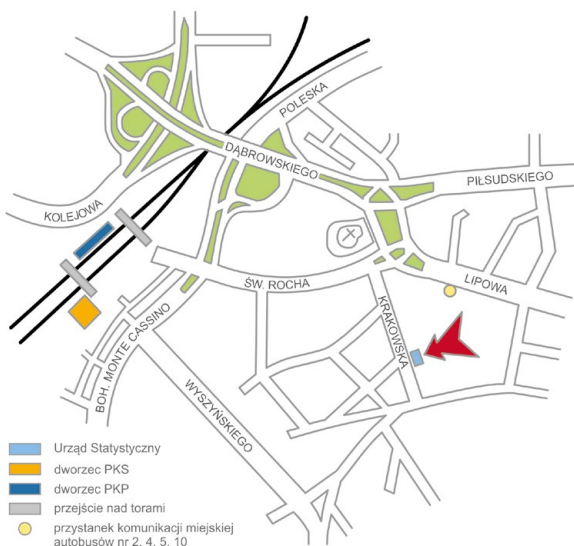 POLESKA
DĄBROWSKIEGO
PIŁSUDSKIEGO
KOLEJOWA
LIPOWA
ŚW. ROCHA
KRAKOWSKA
BOH. MONTE CASSINO
WYSZYŃSKIEGO
Urząd Statystyczny
dworzec PKS
dworzec PKP
przejście nad torami
przystanek komunikacji miejskiej
autobusów nr 2, 4, 5, 10